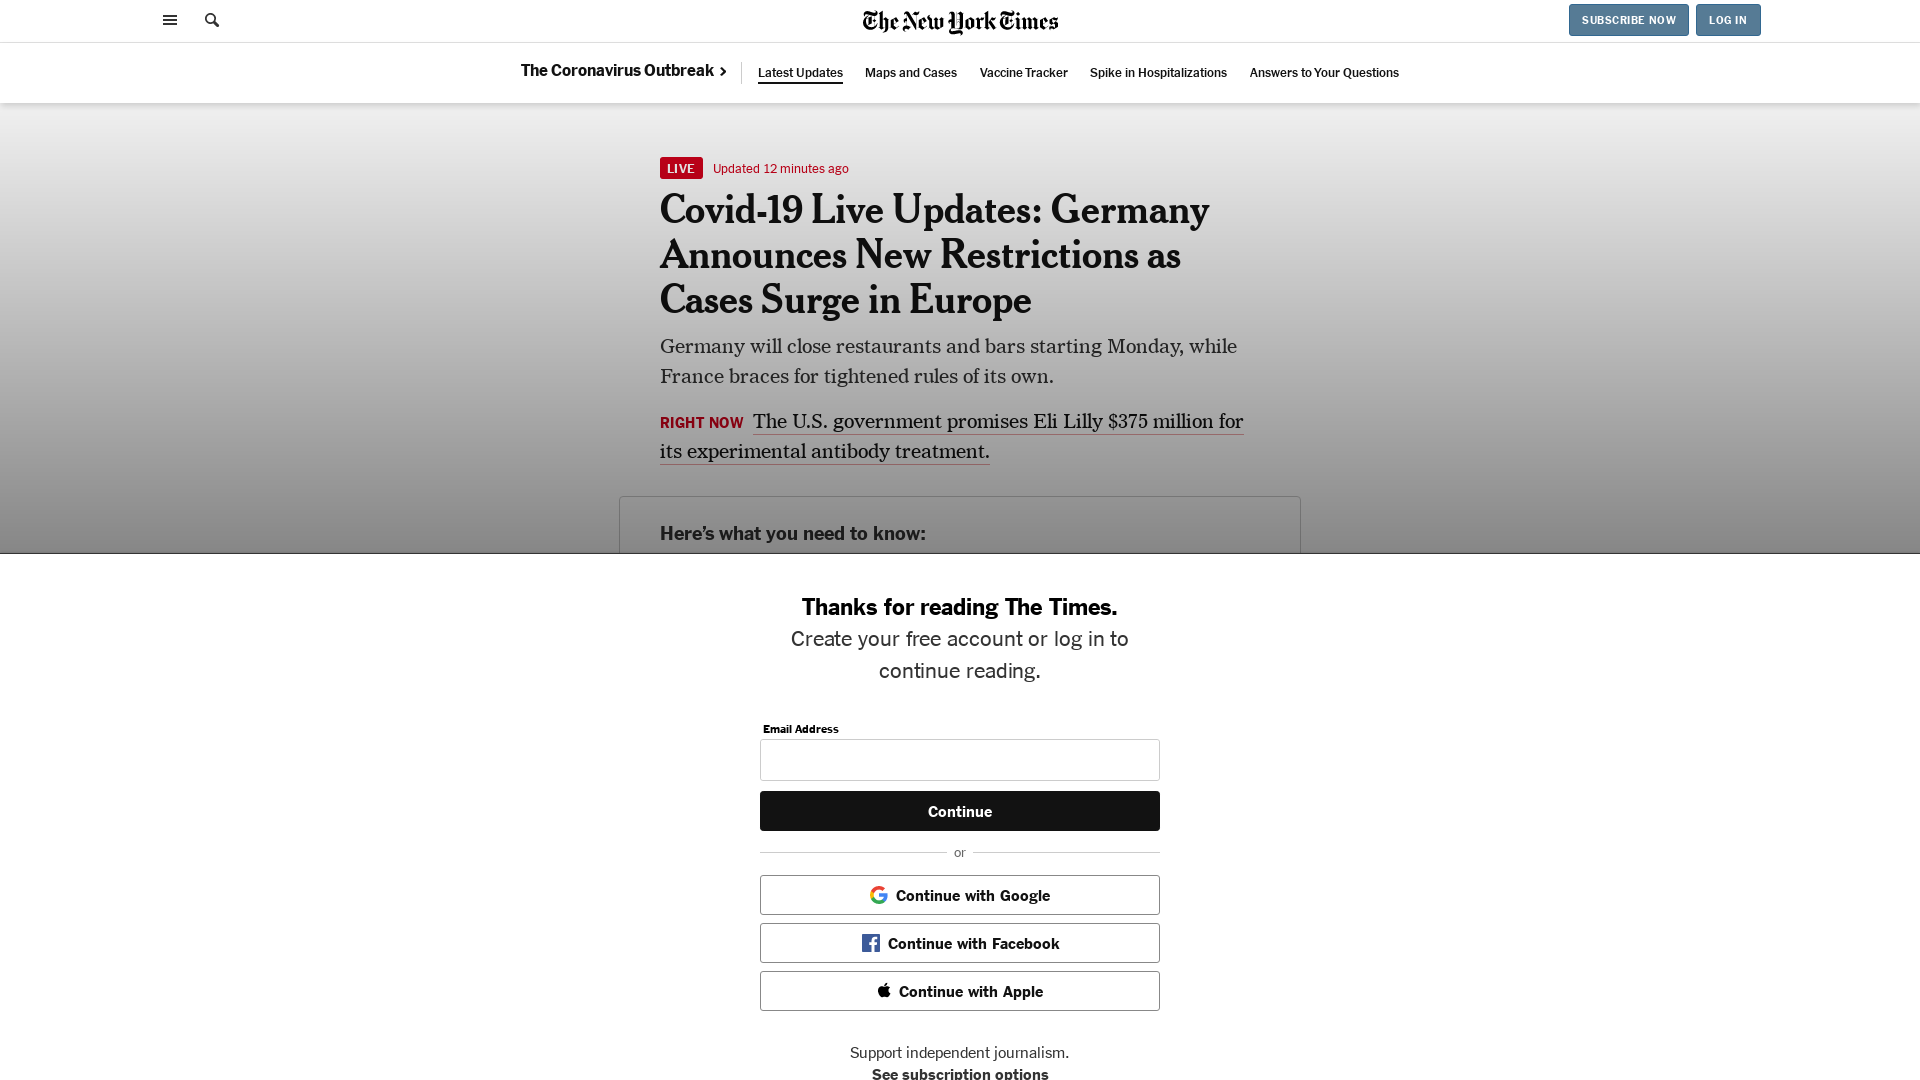 The New York Times
SUBSCRIBE NOW
LOG IN
The Coronavirus Outbreak
Latest Updates
Maps and Cases
Vaccine Tracker
Spike in Hospitalizations
Answers to Your Questions
LIVE
Updated 12 minutes ago
Covid-19 Live Updates: Germany
Announces New Restrictions as
Cases Surge in Europe
Germany will close restaurants and bars starting Monday, while
France braces for tightened rules of its own.
RIGHT NOW The U.S. government promises Eli Lilly $375 million for
its experimental antibody treatment.
Here’s what you need to know:
Thanks for reading The Times.
Create your free account or log in to
continue reading.
Email Address
Continue
or
Continue with Google
Continue with Facebook
Continue with Apple
Support independent journalism.
See subscription options